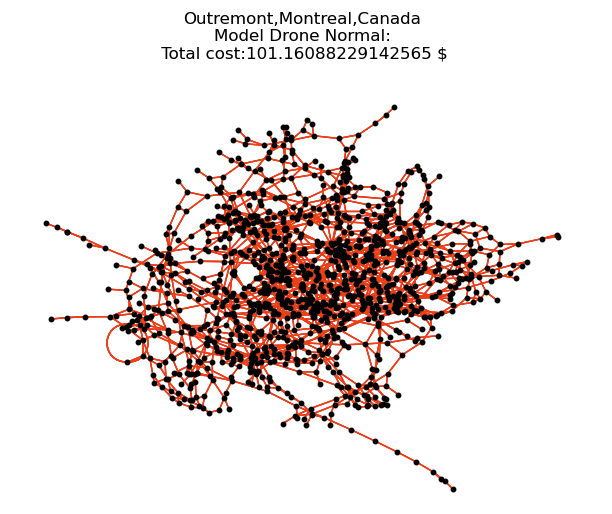 Outremont,Montreal,Canada
Model Drone Normal:
Total cost:101.16088229142565 $